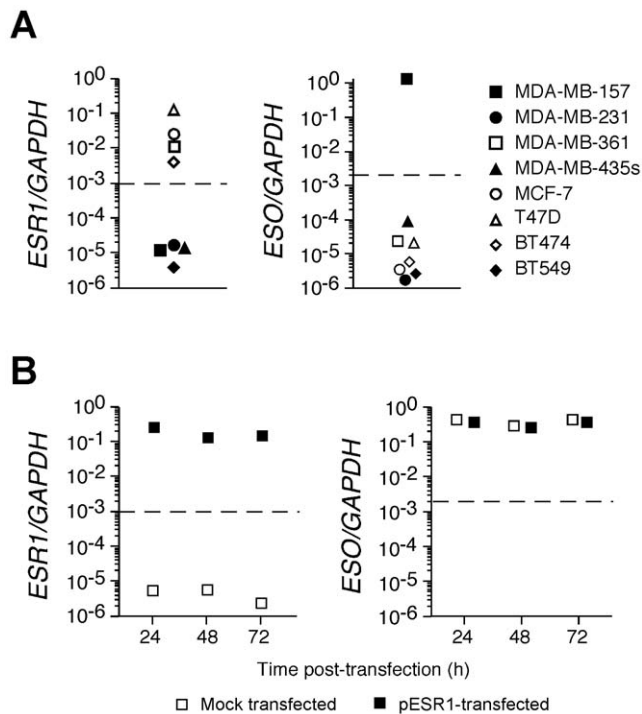 A
ESR1/GAPDH
10^0
10^-1
10^-2
10^-3
10^-4
10^-5
10^-6
ESO/GAPDH
10^0
10^-1
10^-2
10^-3
10^-4
10^-5
10^-6
MDA-MB-157
MDA-MB-231
MDA-MB-361
MDA-MB-435s
MCF-7
T47D
BT474
BT549
B
ESR1/GAPDH
10^0
10^-1
10^-2
10^-3
10^-4
10^-5
10^-6
24 48 72
ESO/GAPDH
10^0
10^-1
10^-2
10^-3
10^-4
10^-5
10^-6
24 48 72
Time post-transfection (h)
Mock transfected pESR1-transfected